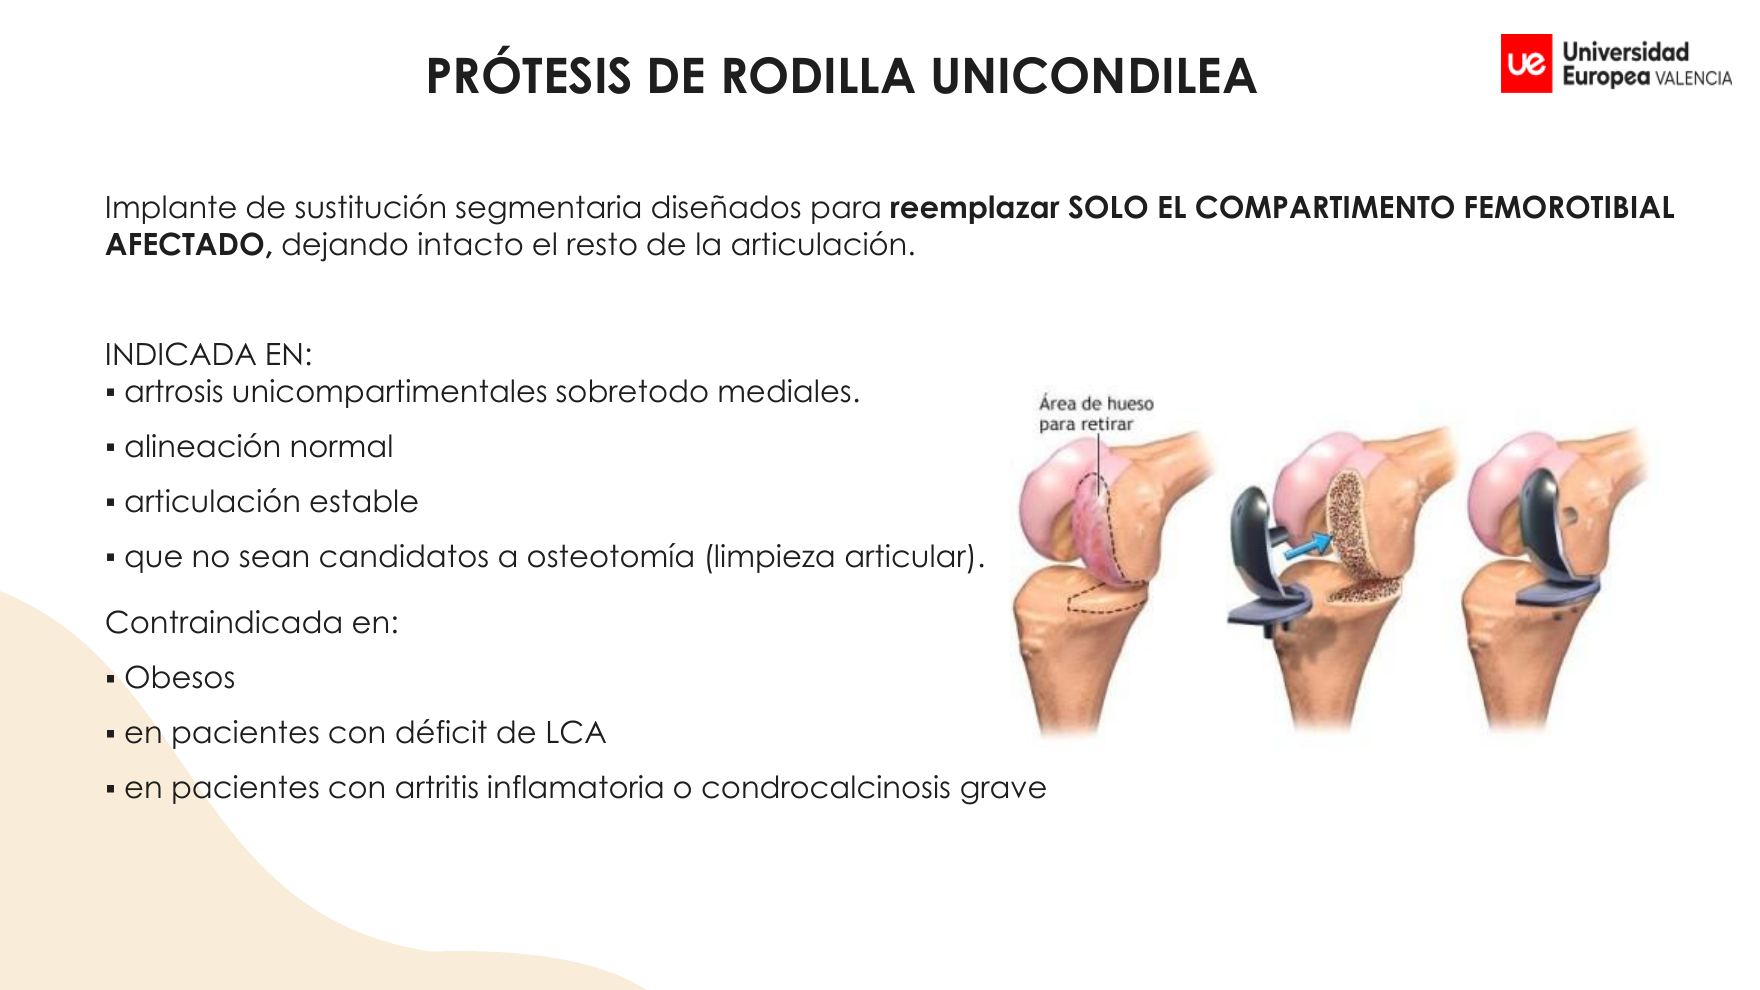 PRÓTESIS DE RODILLA UNICONDILEA
ue Universidad
Europea VALENCIA
Implante de sustitución segmentaria diseñados para reemplazar SOLO EL COMPARTIMENTO FEMOROTIBIAL
AFECTADO, dejando intacto el resto de la articulación.
INDICADA EN:
▪ artrosis unicompartimentales sobretodo mediales.
▪ alineación normal
▪ articulación estable
▪ que no sean candidatos a osteotomía (limpieza articular).
Contraindicada en:
▪ Obesos
▪ en pacientes con déficit de LCA
▪ en pacientes con artritis inflamatoria o condrocalcinosis grave
Área de hueso
para retirar